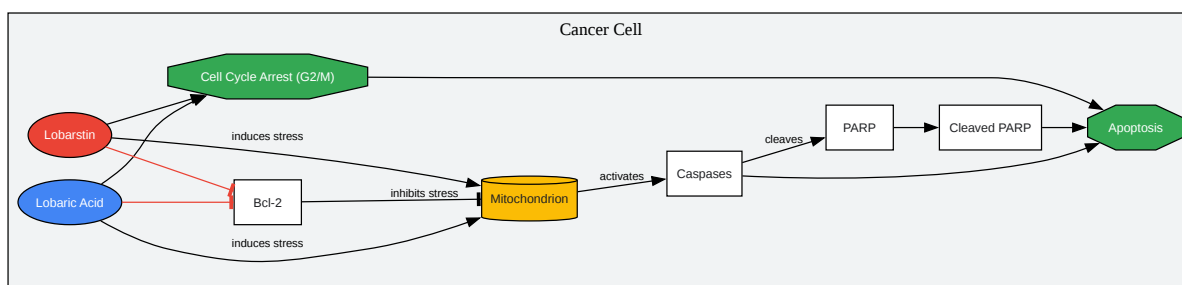 Cancer Cell
Cell Cycle Arrest (G2/M)
Lobarstin
induces stress
PARP
Cleaved PARP
Apoptosis
cleaves
Caspases
activates
Lobaric Acid
Bcl-2
inhibits stress
Mitochondrion
induces stress